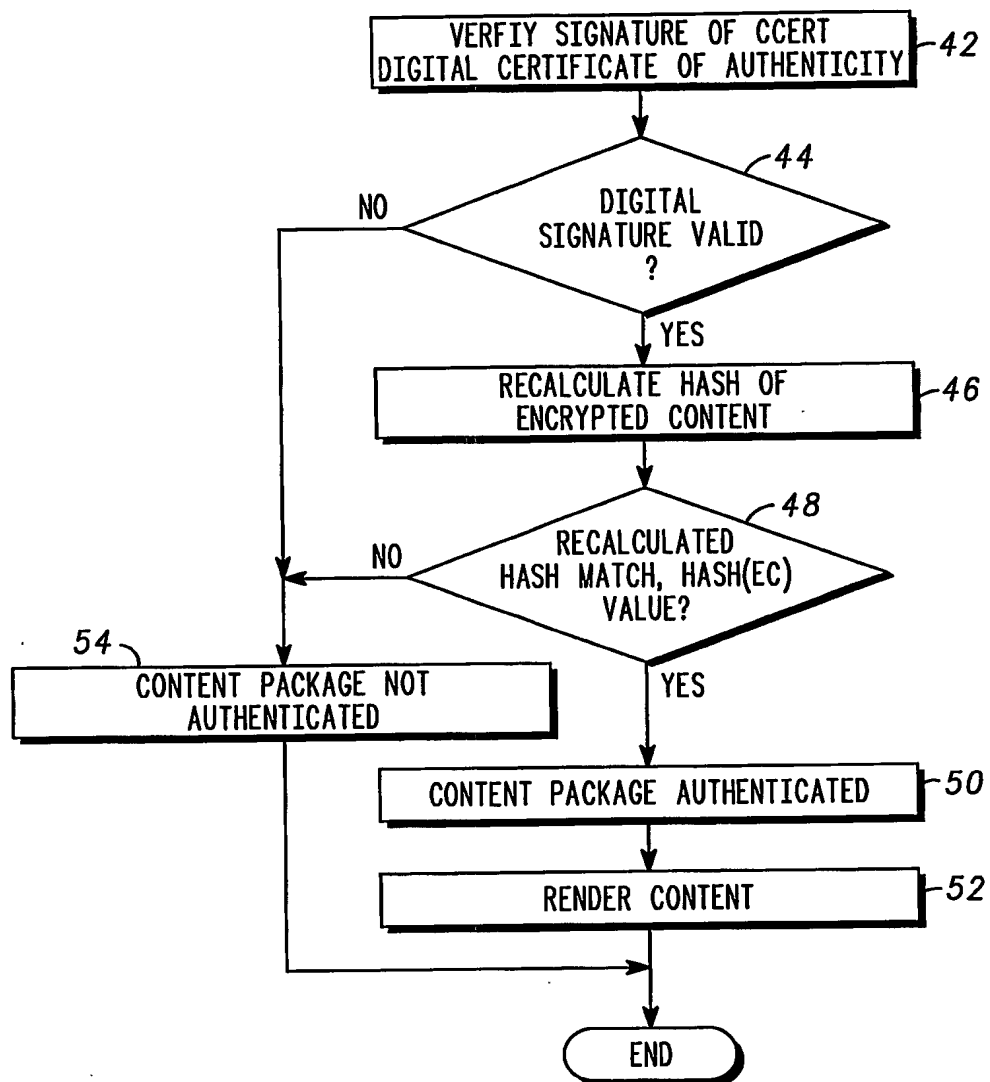 VERFIY SIGNATURE OF CCERT
DIGITAL CERTIFICATE OF AUTHENTICITY
42
44
DIGITAL
SIGNATURE VALID
?
NO
YES
RECALCULATE HASH OF
ENCRYPTED CONTENT
46
48
RECALCULATED
HASH MATCH, HASH(EC)
VALUE?
NO
YES
54
CONTENT PACKAGE NOT
AUTHENTICATED
CONTENT PACKAGE AUTHENTICATED
50
RENDER CONTENT
52
END